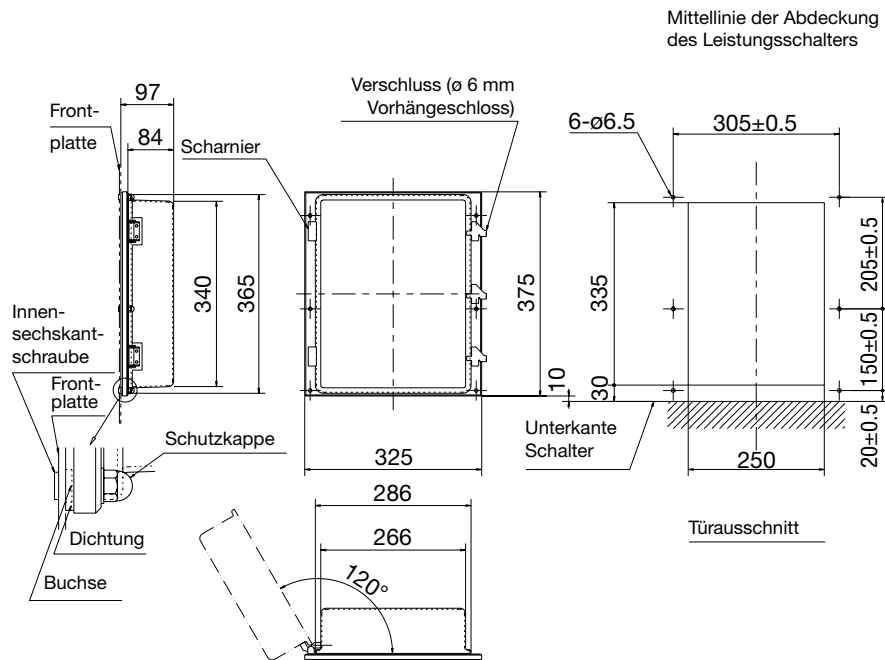 Mittellinie der Abdeckung
des Leistungsschalters
97
Verschluss (ø 6 mm
Vorhängeschloss)
Front-
platte
84
Scharnier
6-ø6.5
305±0.5
340
365
375
335
205±0.5
150±0.5
Innen-
sechskant-
schraube
Front-
platte
10
30
20±0.5
Schutzkappe
Unterkante
Schalter
325
250
286
Dichtung
266
Türausschnitt
Buchse
120°